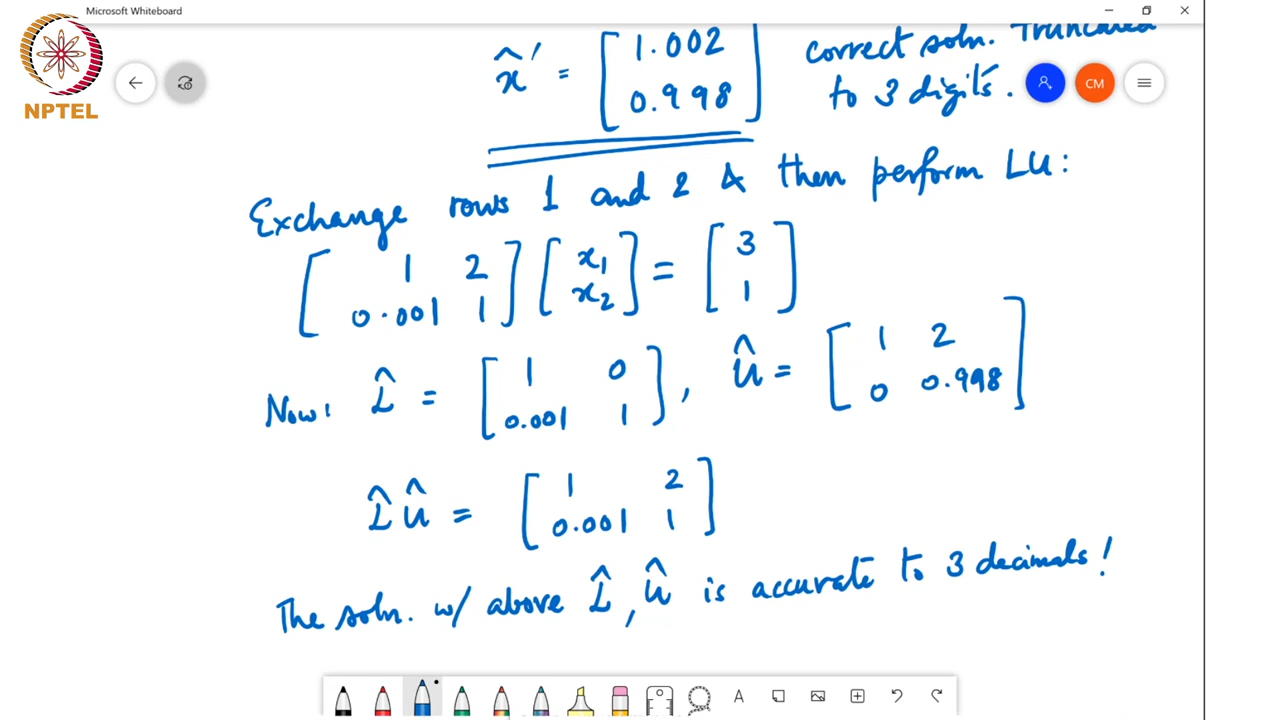 Microsoft Whiteboard
NPTEL
CM
x̂' = [1.002 0.998] correct soln. Truncated to 3 digits.
Exchange rows 1 and 2 & then perform LU:
[1 2; 0.001 1] [x1; x2] = [3; 1]
Now: L̂ = [1 0; 0.001 1], Û = [1 2; 0 0.998]
L̂Û = [1 2; 0.001 1]
The soln. w/ above L̂, Û is accurate to 3 decimals!
A